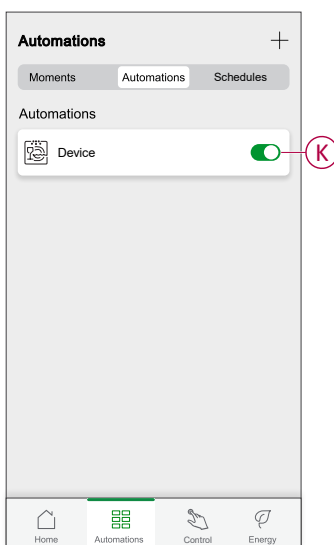 Automations
Moments Automations Schedules
Automations
Device
K
Home Automations Control Energy